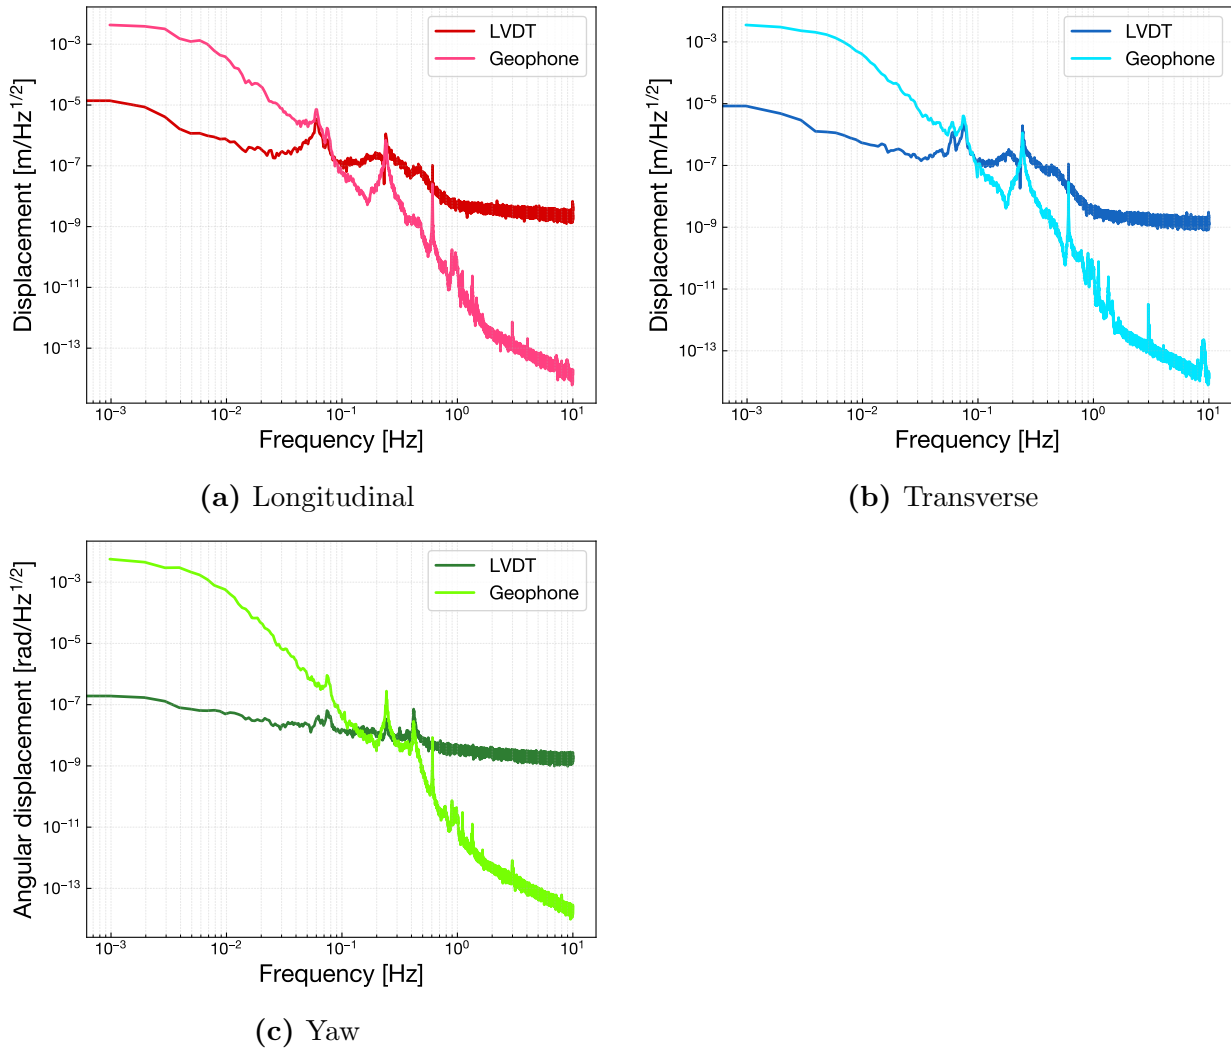 LVDT
Geophone
Displacement [m/Hz^{1/2}]
10^{-3}
10^{-5}
10^{-7}
10^{-9}
10^{-11}
10^{-13}
10^{-3} 10^{-2} 10^{-1} 10^{0} 10^{1}
Frequency [Hz]
(a) Longitudinal
LVDT
Geophone
Displacement [m/Hz^{1/2}]
10^{-3}
10^{-5}
10^{-7}
10^{-9}
10^{-11}
10^{-13}
10^{-3} 10^{-2} 10^{-1} 10^{0} 10^{1}
Frequency [Hz]
(b) Transverse
LVDT
Geophone
Angular displacement [rad/Hz^{1/2}]
10^{-3}
10^{-5}
10^{-7}
10^{-9}
10^{-11}
10^{-13}
10^{-3} 10^{-2} 10^{-1} 10^{0} 10^{1}
Frequency [Hz]
(c) Yaw